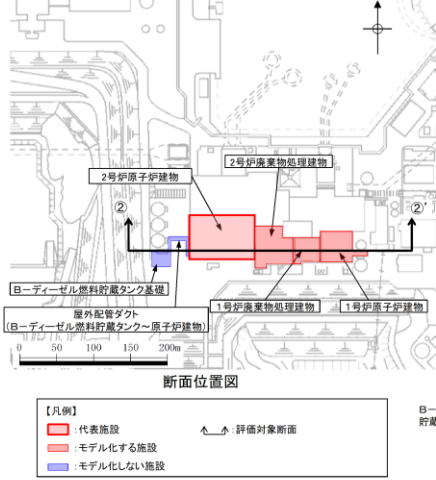 2号炉廃棄物処理建物
2号炉原子炉建物
②
②'
B－ディーゼル燃料貯蔵タンク基礎
1号炉廃棄物処理建物
1号炉原子炉建物
屋外配管ダクト
(B－ディーゼル燃料貯蔵タンク～原子炉建物)
0 50 100 150 200m
断面位置図
【凡例】
:代表施設
:評価対象断面
:モデル化する施設
:モデル化しない施設
B－
貯蔵